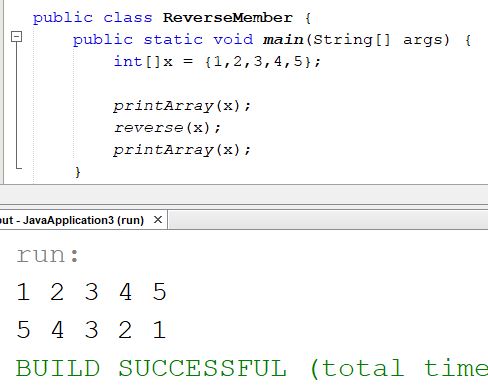 public class ReverseMember {
public static void main(String[] args) {
int[]x = {1,2,3,4,5};
printArray(x);
reverse(x);
printArray(x);
}
out - JavaApplication3 (run) ×
run:
1 2 3 4 5
5 4 3 2 1
BUILD SUCCESSFUL (total time